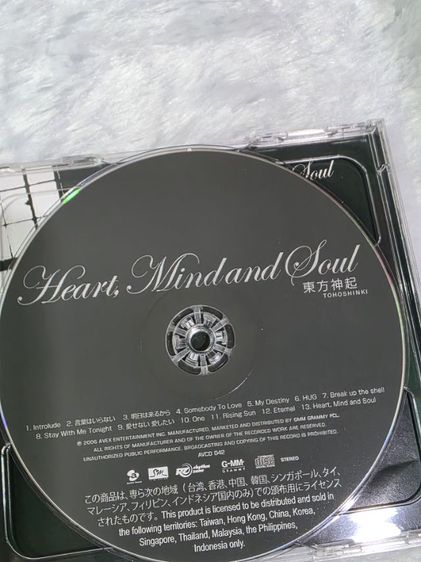 Soul
Heart, Mind and Soul
東方神起
TOHOSHINKI
1. Introlude 2. 言葉はいらない 3. 明日は来るから 4. Somebody To Love 5. My Destiny 6. HUG 7. Break up the shell
8. Stay With Me Tonight 9. 愛せない愛したい 10. One 11. Rising Sun 12. Eternal 13. Heart, Mind and Soul
℗ 2006 AVEX ENTERTAINMENT INC. MANUFACTURED, MARKETED AND DISTRIBUTED BY GMM GRAMMY PCL.
ALL RIGHTS OF MANUFACTURER AND OF THE OWNER OF THE RECORDED WORK ARE RESERVED.
UNAUTHORIZED PUBLIC PERFORMANCE, BROADCASTING AND COPYING OF THIS RECORD IS PROHIBITED.
AVCD 042
rhythm zone G-MM' STEREO
この商品は、専ら次の地域(台湾、香港、中国、韓国、シンガポール、タイ、
マレーシア、フィリピン、インドネシア国内のみ)での頒布用にライセンス
されたものです。This product is licensed to be distributed and sold in
the following territories: Taiwan, Hong Kong, China, Korea,
Singapore, Thailand, Malaysia, the Philippines,
Indonesia only.